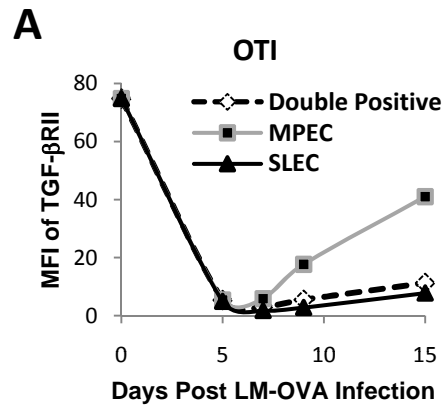 A
OTI
80
60
40
20
0
Double Positive
MPEC
SLEC
MFI of TGF-βRII
0
5
10
15
Days Post LM-OVA Infection